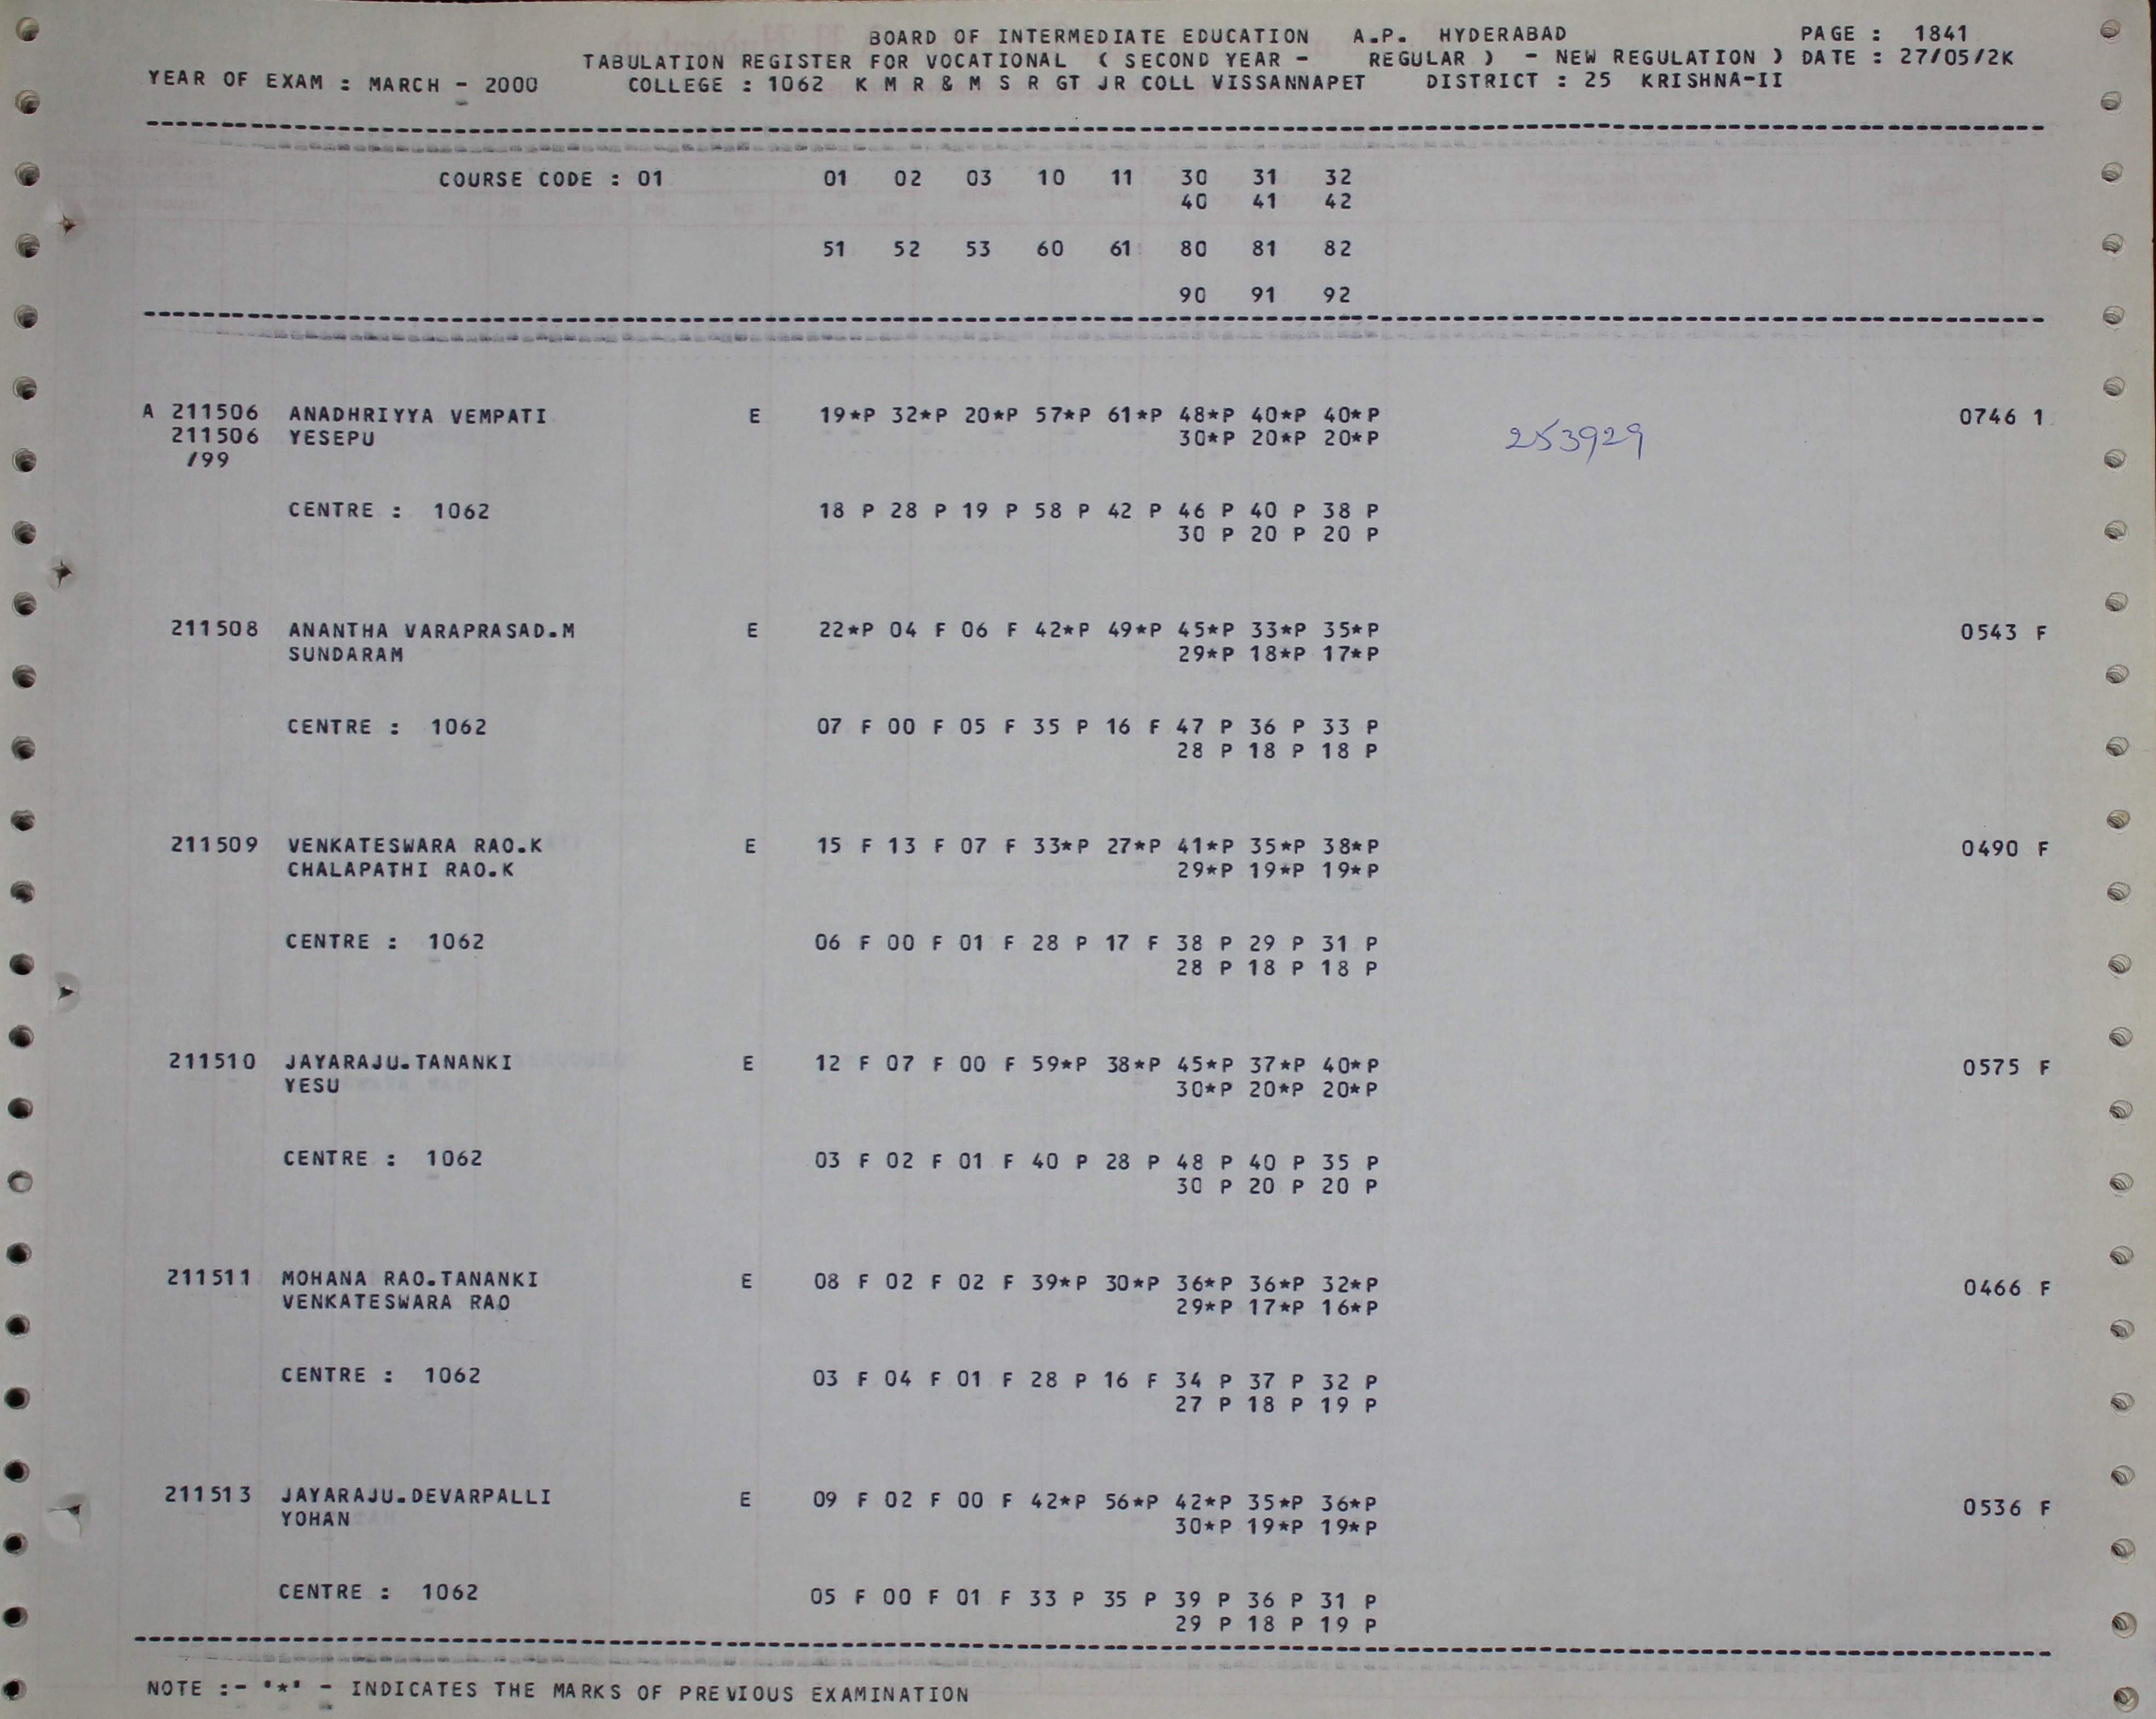 BOARD OF INTERMEDIATE EDUCATION A.P. HYDERABAD PAGE : 1841
TABULATION REGISTER FOR VOCATIONAL ( SECOND YEAR - REGULAR ) - NEW REGULATION ) DATE : 27/05/2K
YEAR OF EXAM : MARCH - 2000 COLLEGE : 1062 K M R & M S R GT JR COLL VISSANNAPET DISTRICT : 25 KRISHNA-II
COURSE CODE : 01 01 02 03 10 11 30 31 32
40 41 42
51 52 53 60 61 80 81 82
90 91 92
A 211506 ANADHRIYYA VEMPATI E 19*P 32*P 20*P 57*P 61*P 48*P 40*P 40*P 0746 1
211506 YESEPU 30*P 20*P 20*P 253929
/99
CENTRE : 1062 18 P 28 P 19 P 58 P 42 P 46 P 40 P 38 P
30 P 20 P 20 P
211508 ANANTHA VARAPRASAD.M E 22*P 04 F 06 F 42*P 49*P 45*P 33*P 35*P 0543 F
SUNDARAM 29*P 18*P 17*P
CENTRE : 1062 07 F 00 F 05 F 35 P 16 F 47 P 36 P 33 P
28 P 18 P 18 P
211509 VENKATESWARA RAO.K E 15 F 13 F 07 F 33*P 27*P 41*P 35*P 38*P 0490 F
CHALAPATHI RAO.K 29*P 19*P 19*P
CENTRE : 1062 06 F 00 F 01 F 28 P 17 F 38 P 29 P 31 P
28 P 18 P 18 P
211510 JAYARAJU.TANANKI E 12 F 07 F 00 F 59*P 38*P 45*P 37*P 40*P 0575 F
YESU 30*P 20*P 20*P
CENTRE : 1062 03 F 02 F 01 F 40 P 28 P 48 P 40 P 35 P
30 P 20 P 20 P
211511 MOHANA RAO.TANANKI E 08 F 02 F 02 F 39*P 30*P 36*P 36*P 32*P 0466 F
VENKATESWARA RAO 29*P 17*P 16*P
CENTRE : 1062 03 F 04 F 01 F 28 P 16 F 34 P 37 P 32 P
27 P 18 P 19 P
211513 JAYARAJU.DEVARPALLI E 09 F 02 F 00 F 42*P 56*P 42*P 35*P 36*P 0536 F
YOHAN 30*P 19*P 19*P
CENTRE : 1062 05 F 00 F 01 F 33 P 35 P 39 P 36 P 31 P
29 P 18 P 19 P
NOTE :- '*' - INDICATES THE MARKS OF PREVIOUS EXAMINATION